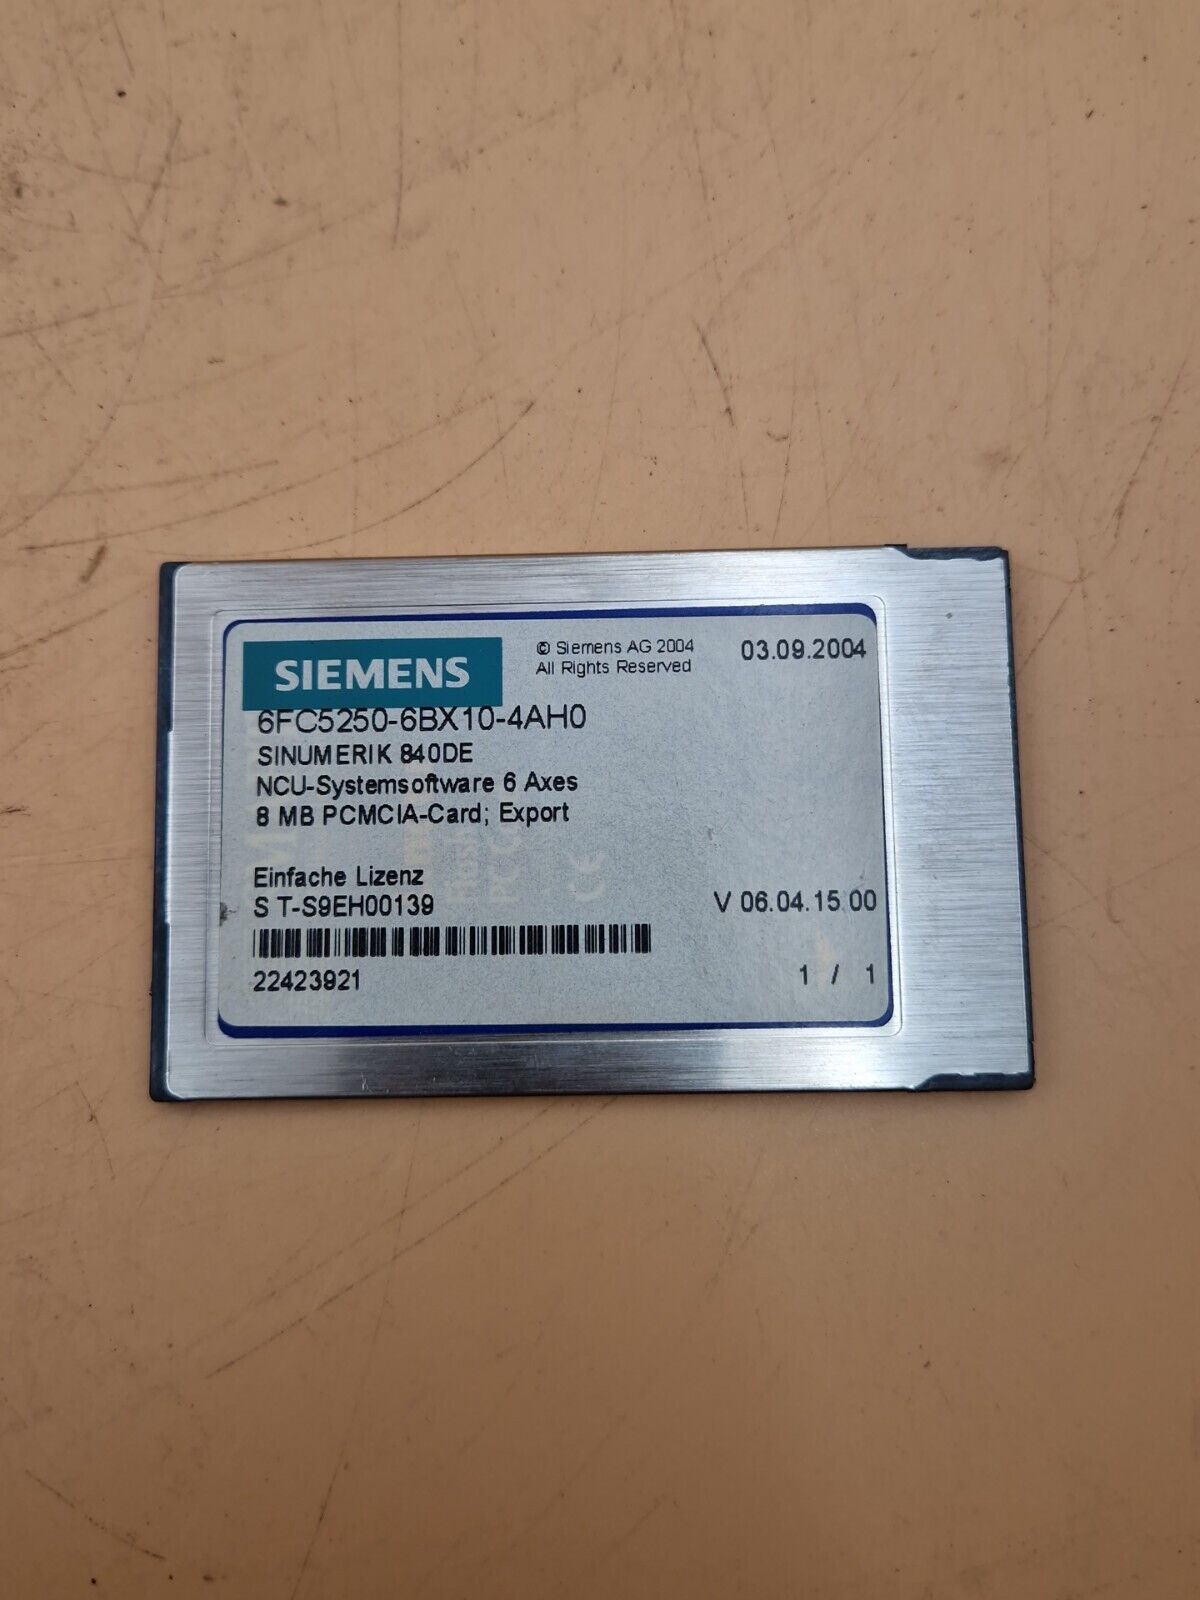 SIEMENS
© Siemens AG 2004
All Rights Reserved
03.09.2004
6FC5250-6BX10-4AH0
SINUMERIK 840DE
NCU-Systemsoftware 6 Axes
8 MB PCMCIA-Card; Export
Einfache Lizenz
S T-S9EH00139
V 06.04.15.00
22423921
1 / 1